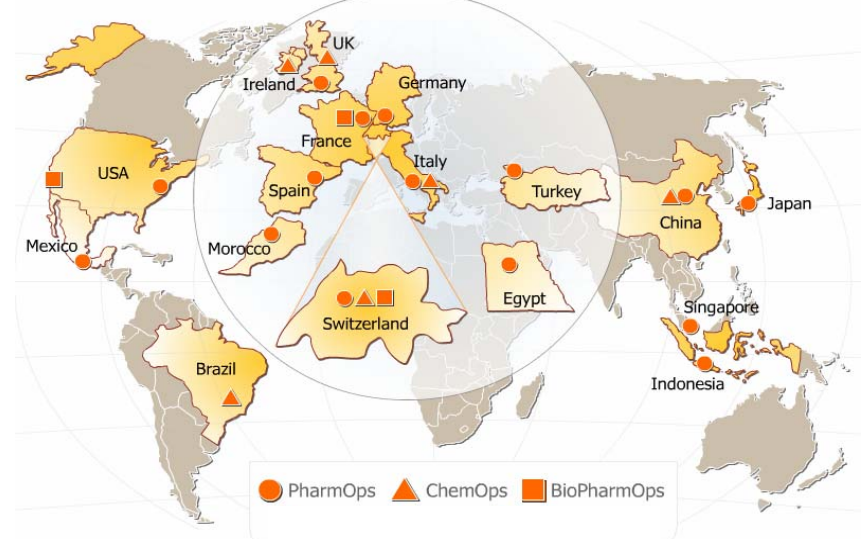 UK
Ireland
Germany
France
USA
Italy
Spain
Turkey
Japan
China
Mexico
Morocco
Egypt
Singapore
Switzerland
Brazil
Indonesia
PharmOps
ChemOps
BioPharmOps